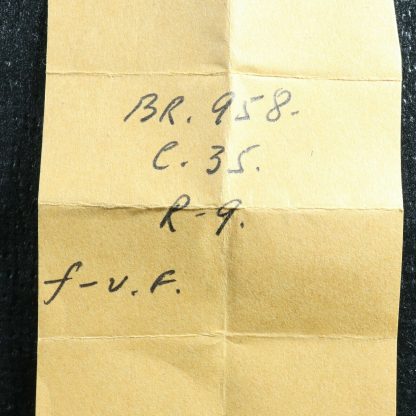 BR. 958-
C. 35.
R-9.
f-v.F.